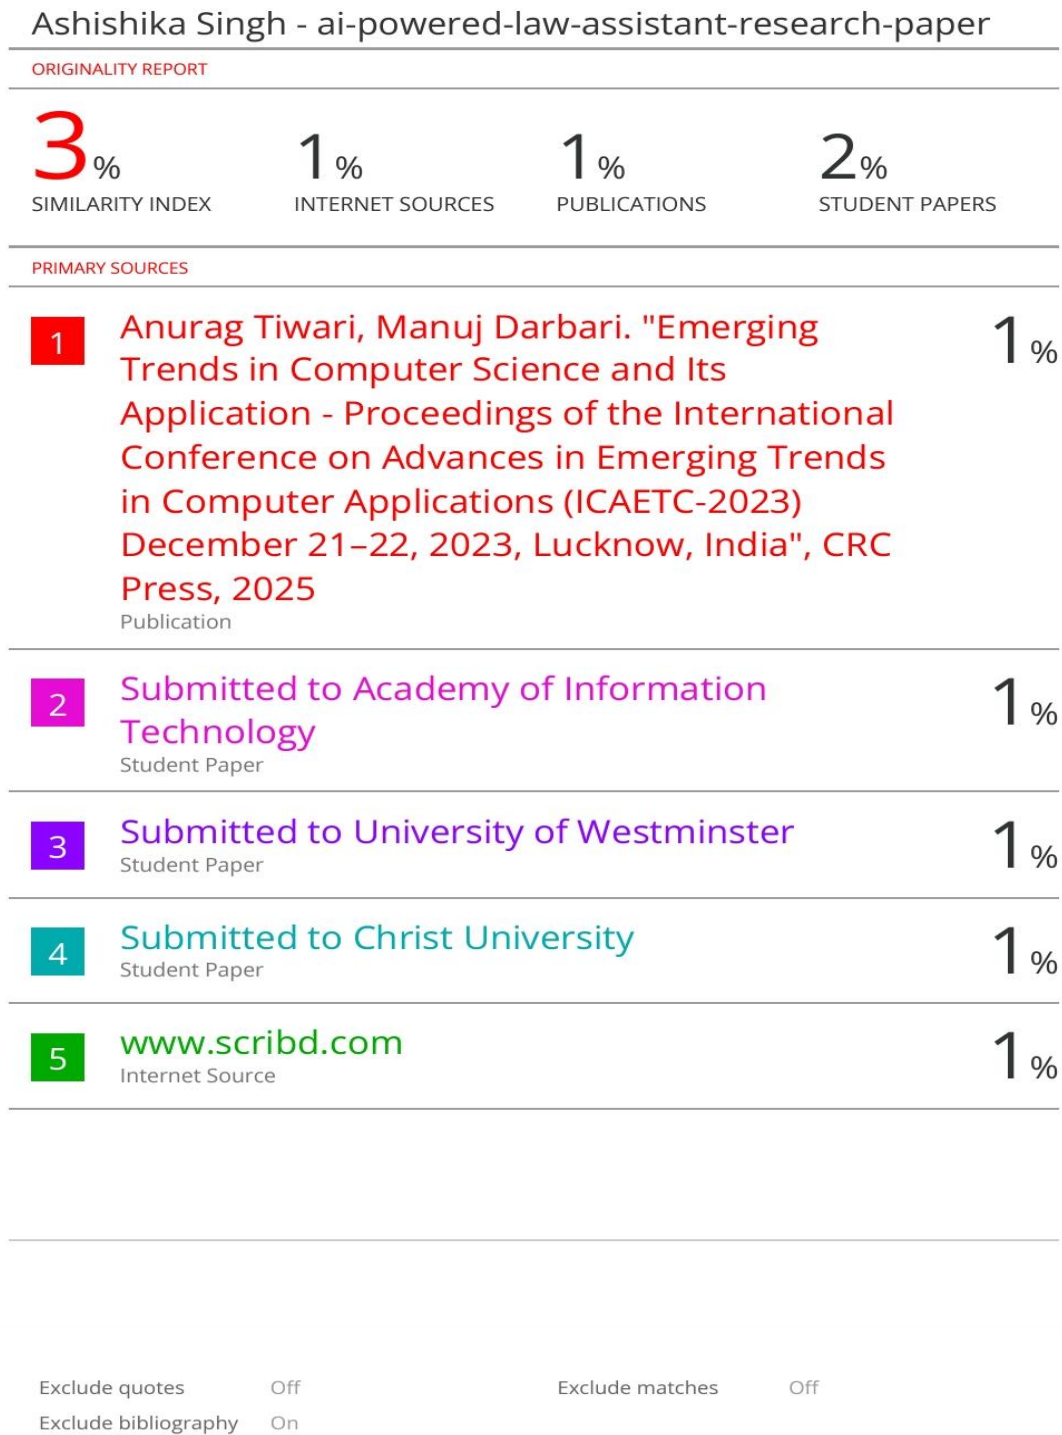 Ashishika Singh - ai-powered-law-assistant-research-paper
ORIGINALITY REPORT
3% 1% 1% 2%
SIMILARITY INDEX INTERNET SOURCES PUBLICATIONS STUDENT PAPERS
PRIMARY SOURCES
1 Anurag Tiwari, Manuj Darbari. "Emerging 1%
Trends in Computer Science and Its
Application - Proceedings of the International
Conference on Advances in Emerging Trends
in Computer Applications (ICAETC-2023)
December 21–22, 2023, Lucknow, India", CRC
Press, 2025
Publication
2 Submitted to Academy of Information 1%
Technology
Student Paper
3 Submitted to University of Westminster 1%
Student Paper
4 Submitted to Christ University 1%
Student Paper
5 www.scribd.com 1%
Internet Source
Exclude quotes Off Exclude matches Off
Exclude bibliography On